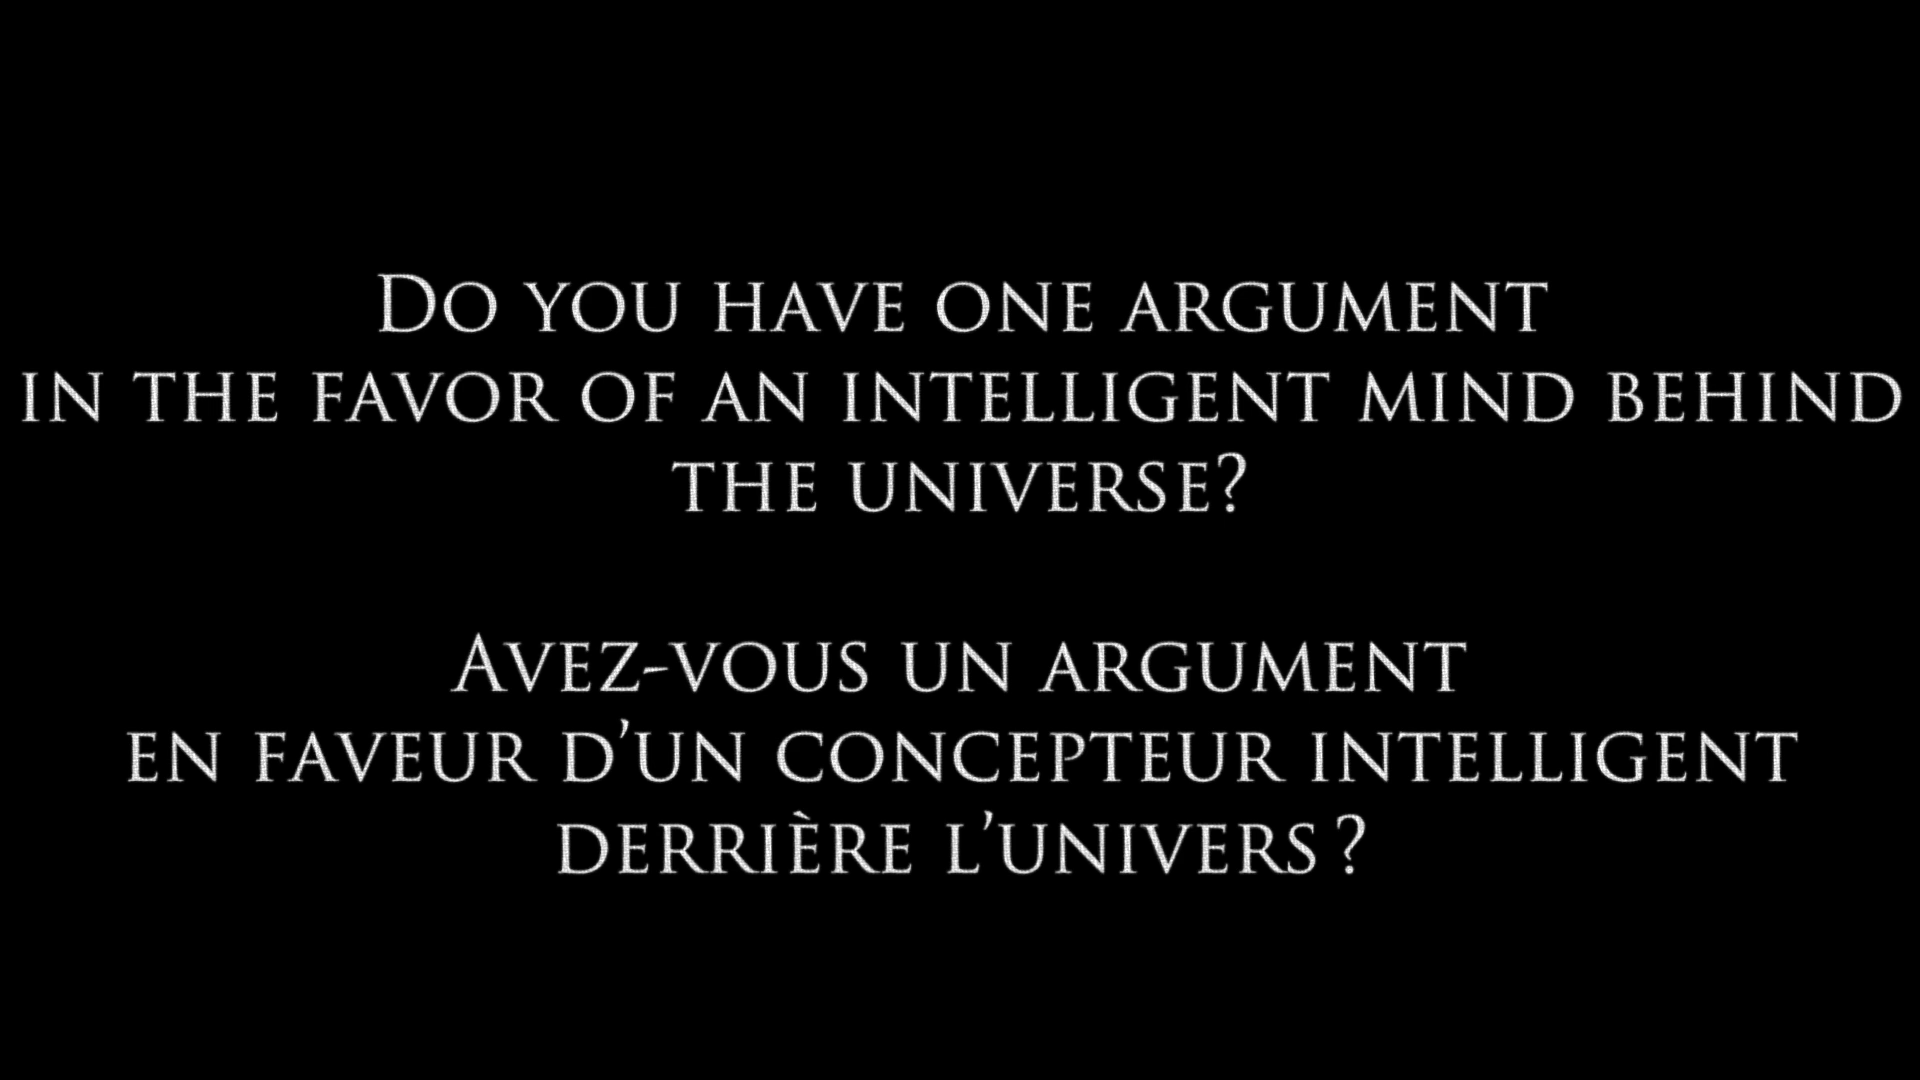 Do you have one argument
in the favor of an intelligent mind behind
the universe?
Avez-vous un argument
en faveur d’un concepteur intelligent
derrière l’univers ?